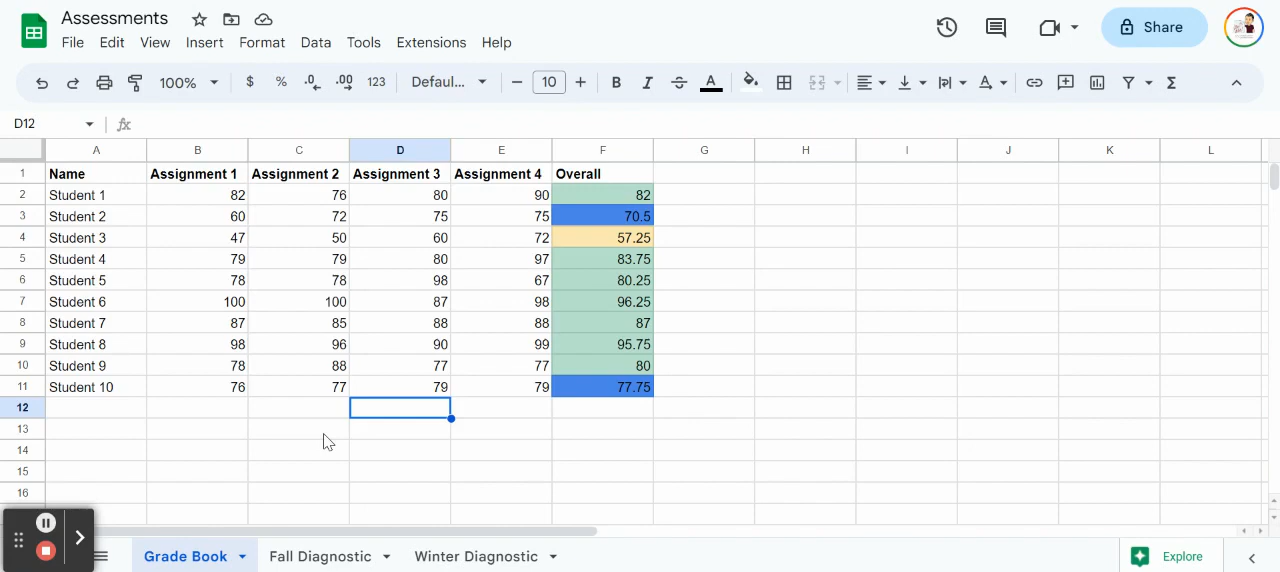 Assessments
File Edit View Insert Format Data Tools Extensions Help
Share
100% $ % .0 .00 123 Defaul... 10 B I A Σ
D12 fx
A B C D E F G H I J K L
1 Name Assignment 1 Assignment 2 Assignment 3 Assignment 4 Overall
2 Student 1 82 76 80 90 82
3 Student 2 60 72 75 75 70.5
4 Student 3 47 50 60 72 57.25
5 Student 4 79 79 80 97 83.75
6 Student 5 78 78 98 67 80.25
7 Student 6 100 100 87 98 96.25
8 Student 7 87 85 88 88 87
9 Student 8 98 96 90 99 95.75
10 Student 9 78 88 77 77 80
11 Student 10 76 77 79 79 77.75
12
13
14
15
16
Grade Book Fall Diagnostic Winter Diagnostic Explore